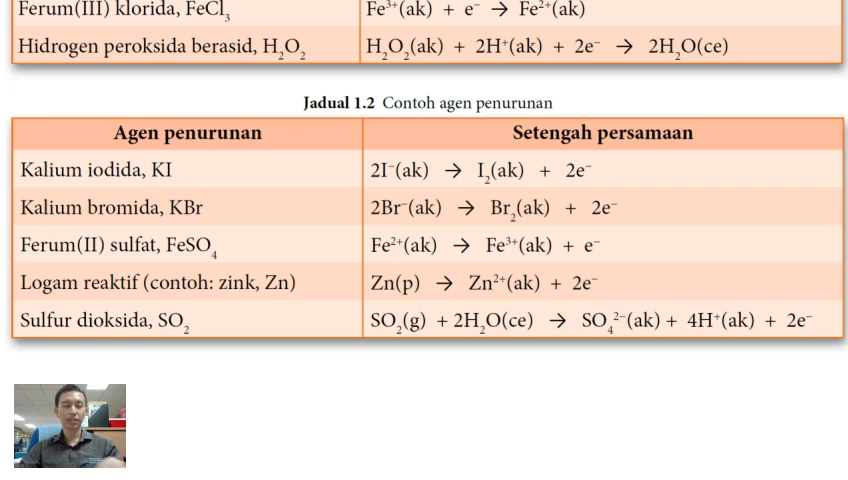 Ferum(III) klorida, FeCl₃ Fe³⁺(ak) + e⁻ → Fe²⁺(ak)
Hidrogen peroksida berasid, H₂O₂ H₂O₂(ak) + 2H⁺(ak) + 2e⁻ → 2H₂O(ce)
Jadual 1.2 Contoh agen penurunan
Agen penurunan Setengah persamaan
Kalium iodida, KI 2I⁻(ak) → I₂(ak) + 2e⁻
Kalium bromida, KBr 2Br⁻(ak) → Br₂(ak) + 2e⁻
Ferum(II) sulfat, FeSO₄ Fe²⁺(ak) → Fe³⁺(ak) + e⁻
Logam reaktif (contoh: zink, Zn) Zn(p) → Zn²⁺(ak) + 2e⁻
Sulfur dioksida, SO₂ SO₂(g) + 2H₂O(ce) → SO₄²⁻(ak) + 4H⁺(ak) + 2e⁻